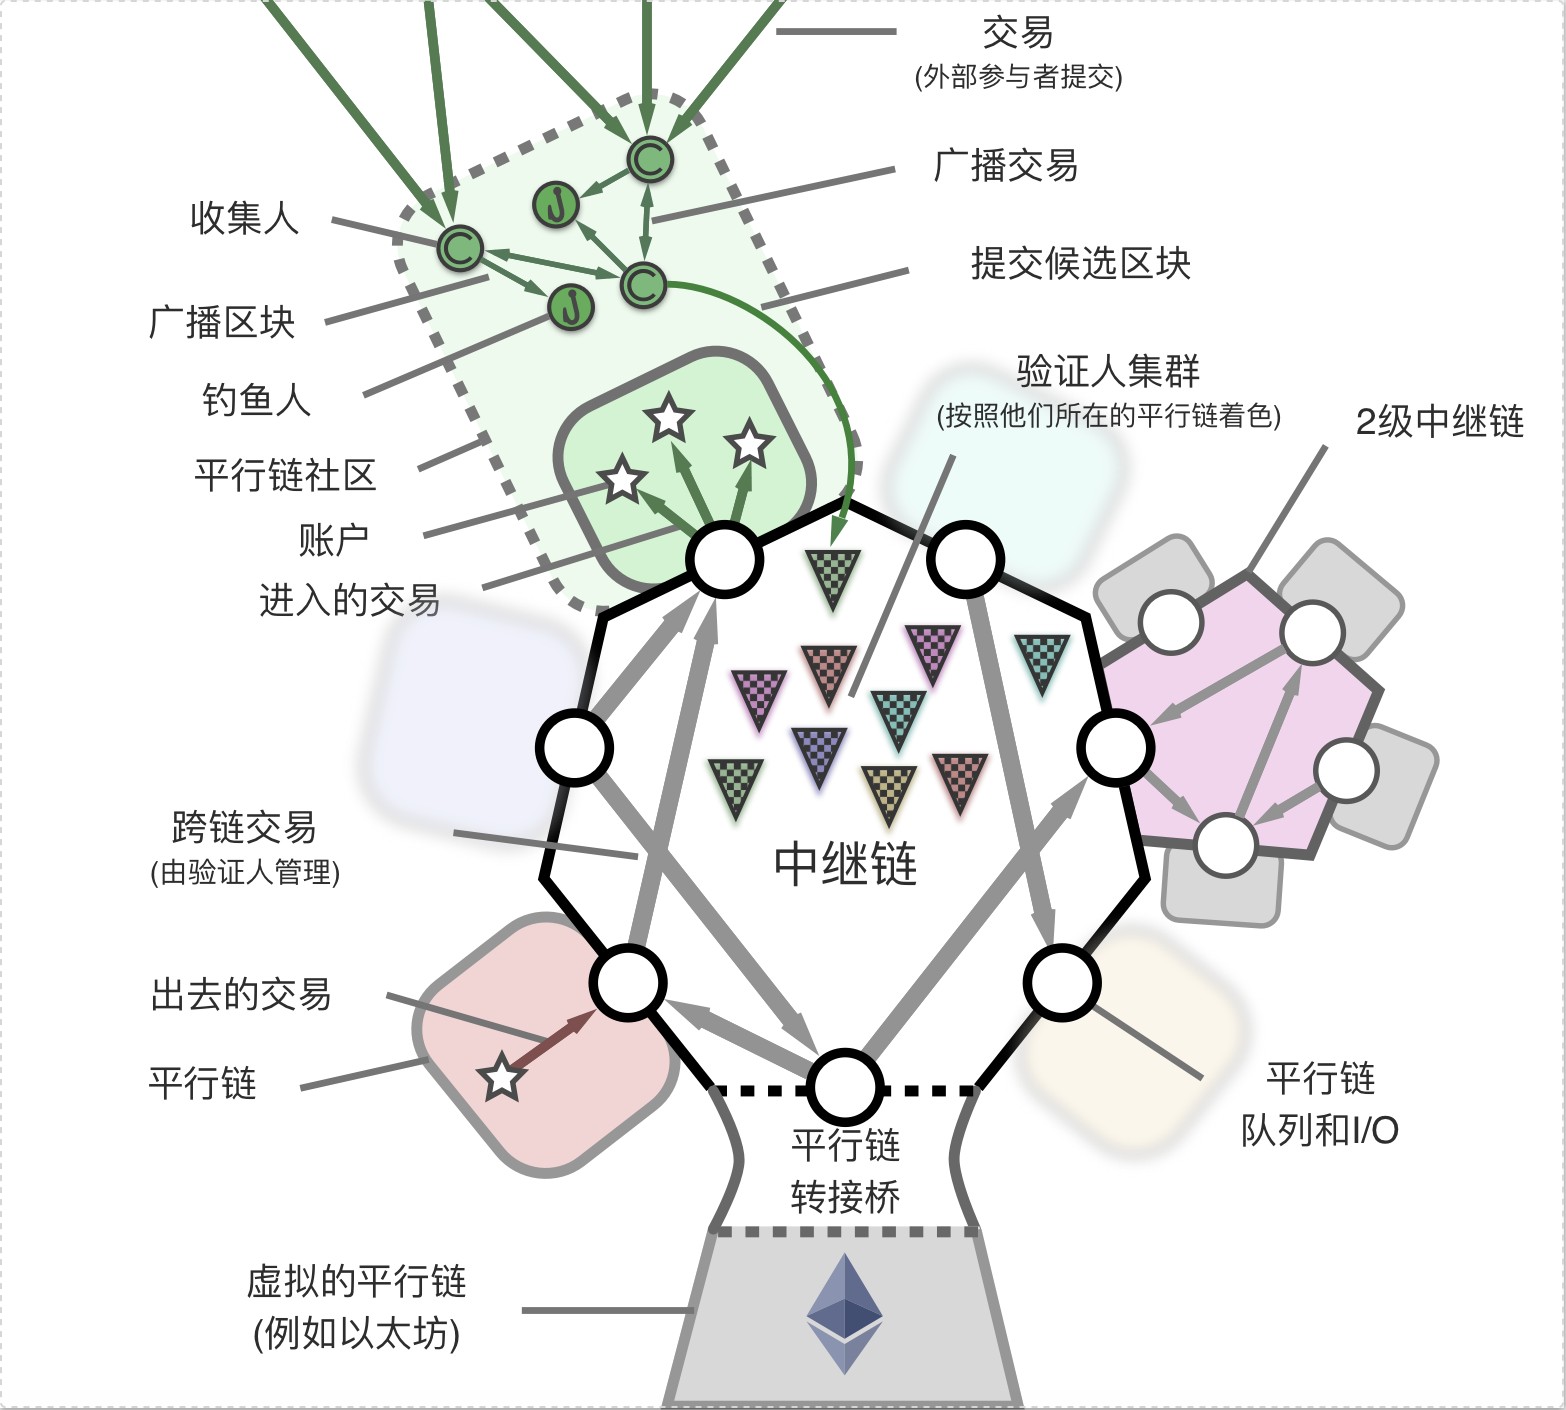 交易
(外部参与者提交)
广播交易
收集人
提交候选区块
广播区块
验证人集群
(按照他们所在的平行链着色)
钓鱼人
2级中继链
平行链社区
账户
进入的交易
跨链交易
(由验证人管理)
中继链
出去的交易
平行链
平行链
队列和I/O
平行链
转接桥
虚拟的平行链
(例如以太坊)